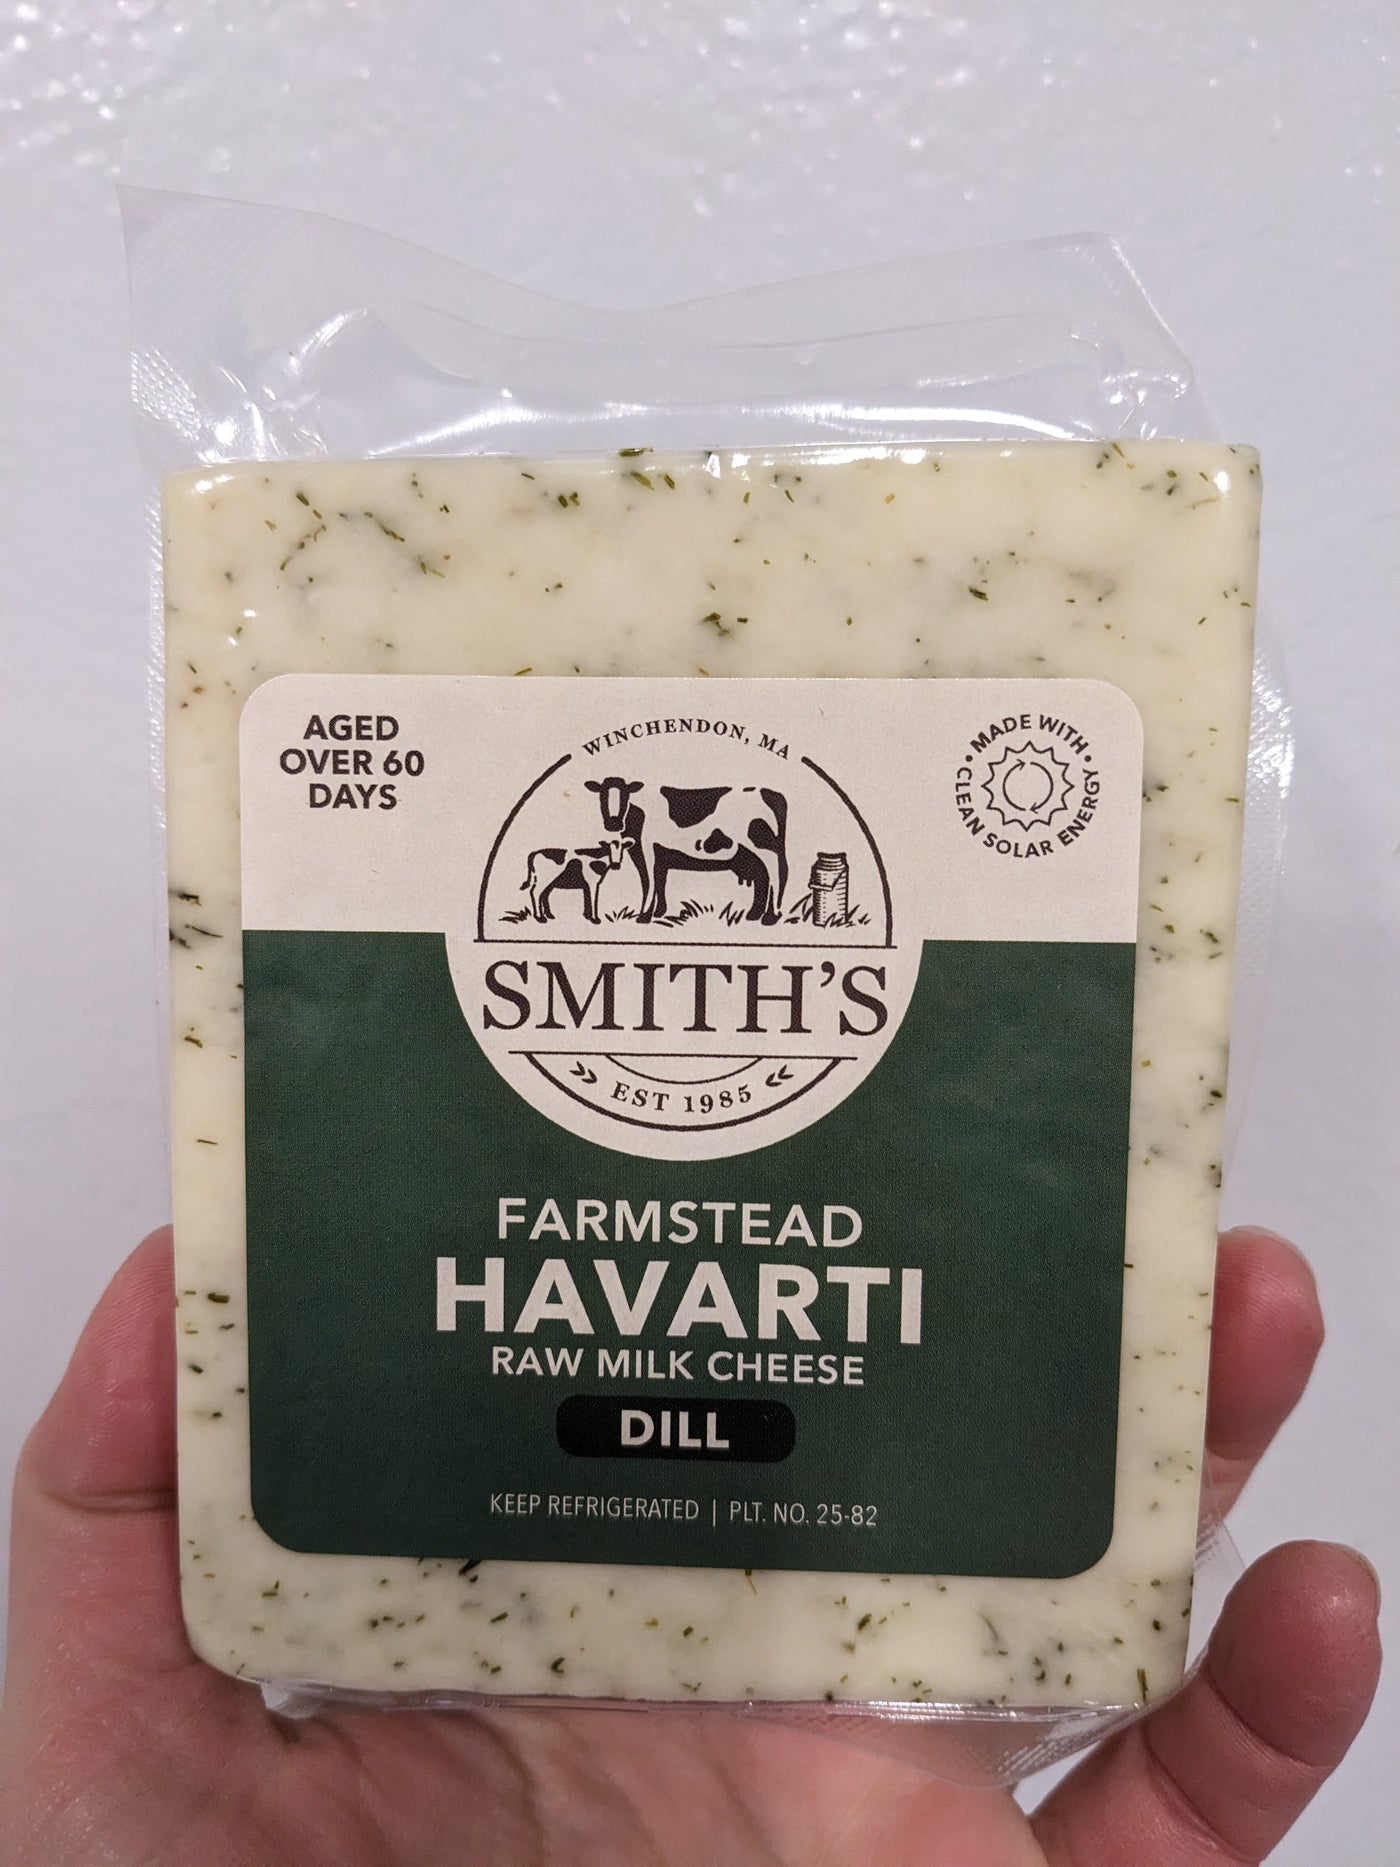 AGED
OVER 60
DAYS
WINCHENDON, MA
• MADE WITH •
CLEAN SOLAR ENERGY
SMITH'S
EST 1985
FARMSTEAD
HAVARTI
RAW MILK CHEESE
DILL
KEEP REFRIGERATED | PLT. NO. 25-82